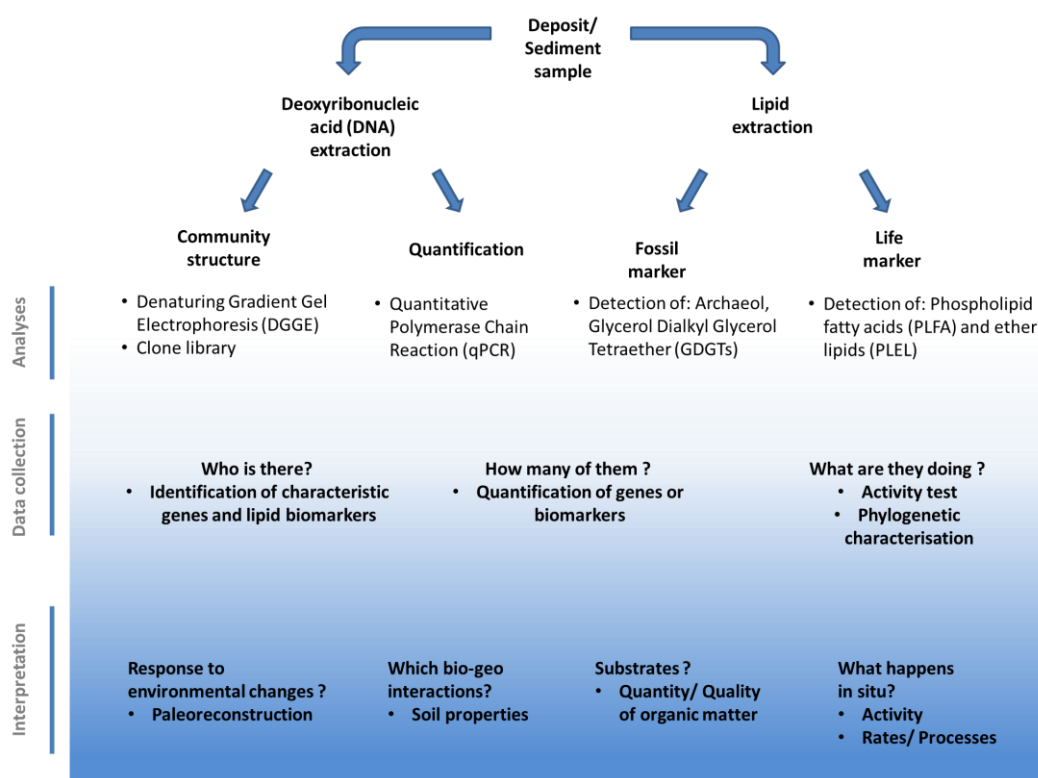 Deposit/
Sediment
sample
Deoxyribonucleic
acid (DNA)
extraction
Lipid
extraction
Community
structure
Quantification
Fossil
marker
Life
marker
Analyses
• Denaturing Gradient Gel
Electrophoresis (DGGE)
• Clone library
• Quantitative
Polymerase Chain
Reaction (qPCR)
• Detection of: Archaeol,
Glycerol Dialkyl Glycerol
Tetraether (GDGTs)
• Detection of: Phospholipid
fatty acids (PLFA) and ether
lipids (PLEL)
Data collection
Who is there?
• Identification of characteristic
genes and lipid biomarkers
How many of them ?
• Quantification of genes or
biomarkers
What are they doing ?
• Activity test
• Phylogenetic
characterisation
Interpretation
Response to
environmental changes ?
• Paleoreconstruction
Which bio-geo
interactions?
• Soil properties
Substrates ?
• Quantity/ Quality
of organic matter
What happens
in situ?
• Activity
• Rates/ Processes